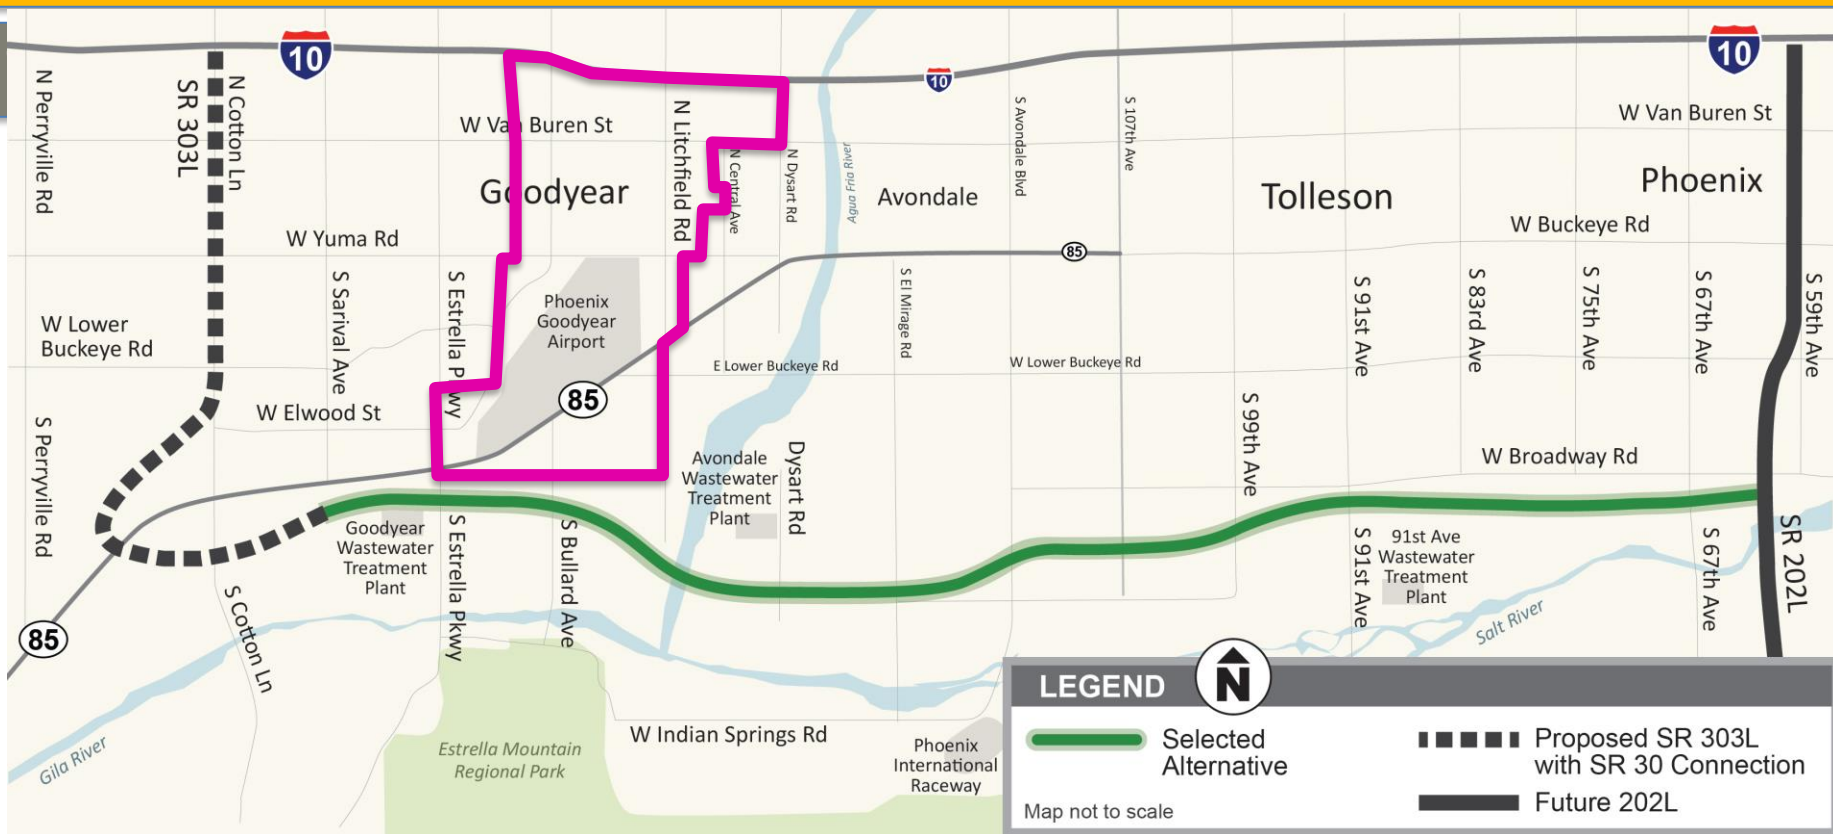 10
10
10
N Perryville Rd
SR 303L
N Cotton Ln
W Van Buren St
N Litchfield Rd
N Central Ave
N Dysart Rd
Agua Fria River
S Avondale Blvd
S 107th Ave
W Van Buren St
Goodyear
Avondale
Tolleson
Phoenix
W Yuma Rd
W Buckeye Rd
85
S Sarival Ave
S Estrella Pkwy
Phoenix
Goodyear
Airport
S El Mirage Rd
S 91st Ave
S 83rd Ave
S 75th Ave
S 67th Ave
S 59th Ave
W Lower
Buckeye Rd
E Lower Buckeye Rd
W Lower Buckeye Rd
W Elwood St
85
S Perryville Rd
S 99th Ave
Avondale
Wastewater
Treatment
Plant
Dysart Rd
W Broadway Rd
Goodyear
Wastewater
Treatment
Plant
S Estrella Pkwy
S Bullard Ave
S 91st Ave
91st Ave
Wastewater
Treatment
Plant
S 67th Ave
SR 202L
S Cotton Ln
Salt River
85
Gila River
Estrella Mountain
Regional Park
W Indian Springs Rd
Phoenix
International
Raceway
LEGEND
N
Selected
Alternative
Proposed SR 303L
with SR 30 Connection
Future 202L
Map not to scale